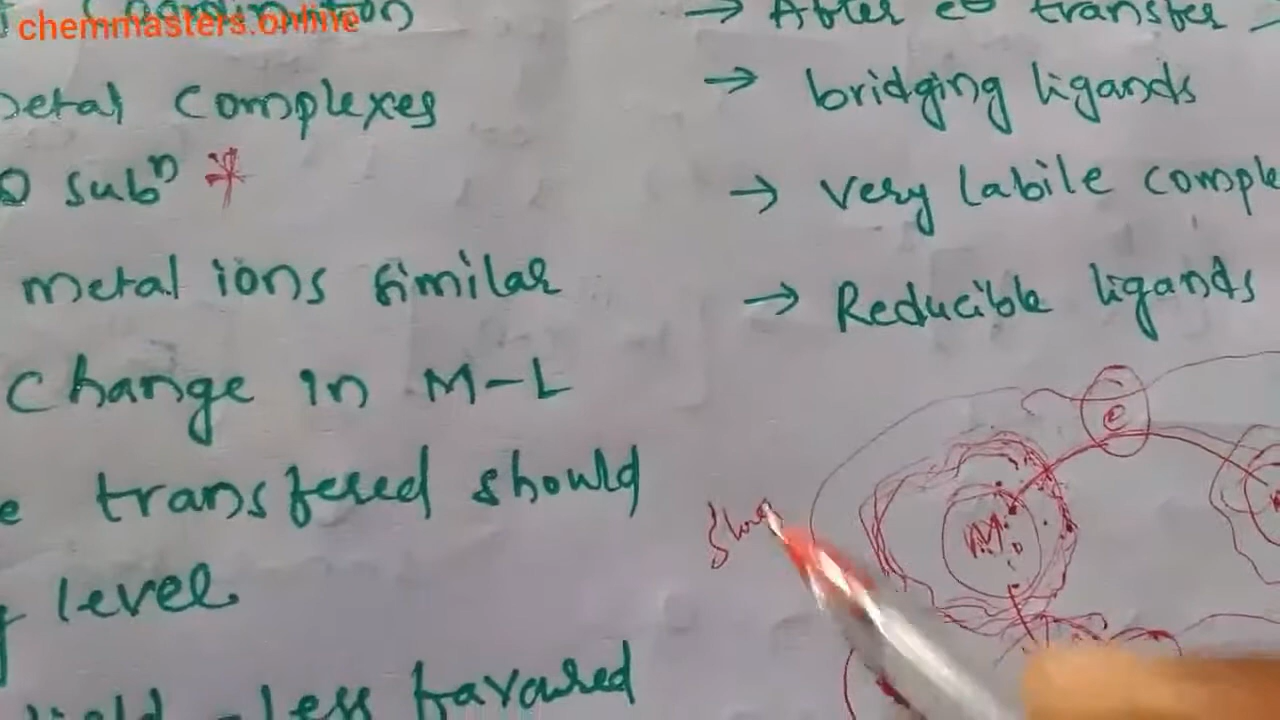 chemmasters.online
metal complexes
subⁿ *
metal ions similar
Change in M-L
e transfered should
level
less favoured
→ After e⊖ transfer
→ bridging ligands
→ very labile comple
→ Reducible ligands
e
M